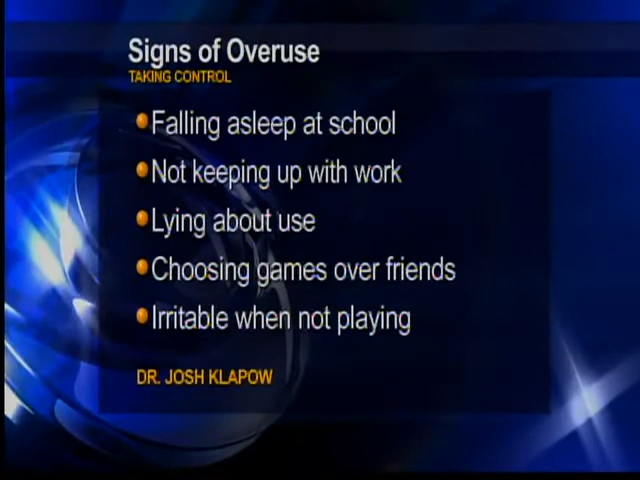 Signs of Overuse
TAKING CONTROL
Falling asleep at school
Not keeping up with work
Lying about use
Choosing games over friends
Irritable when not playing
DR. JOSH KLAPOW